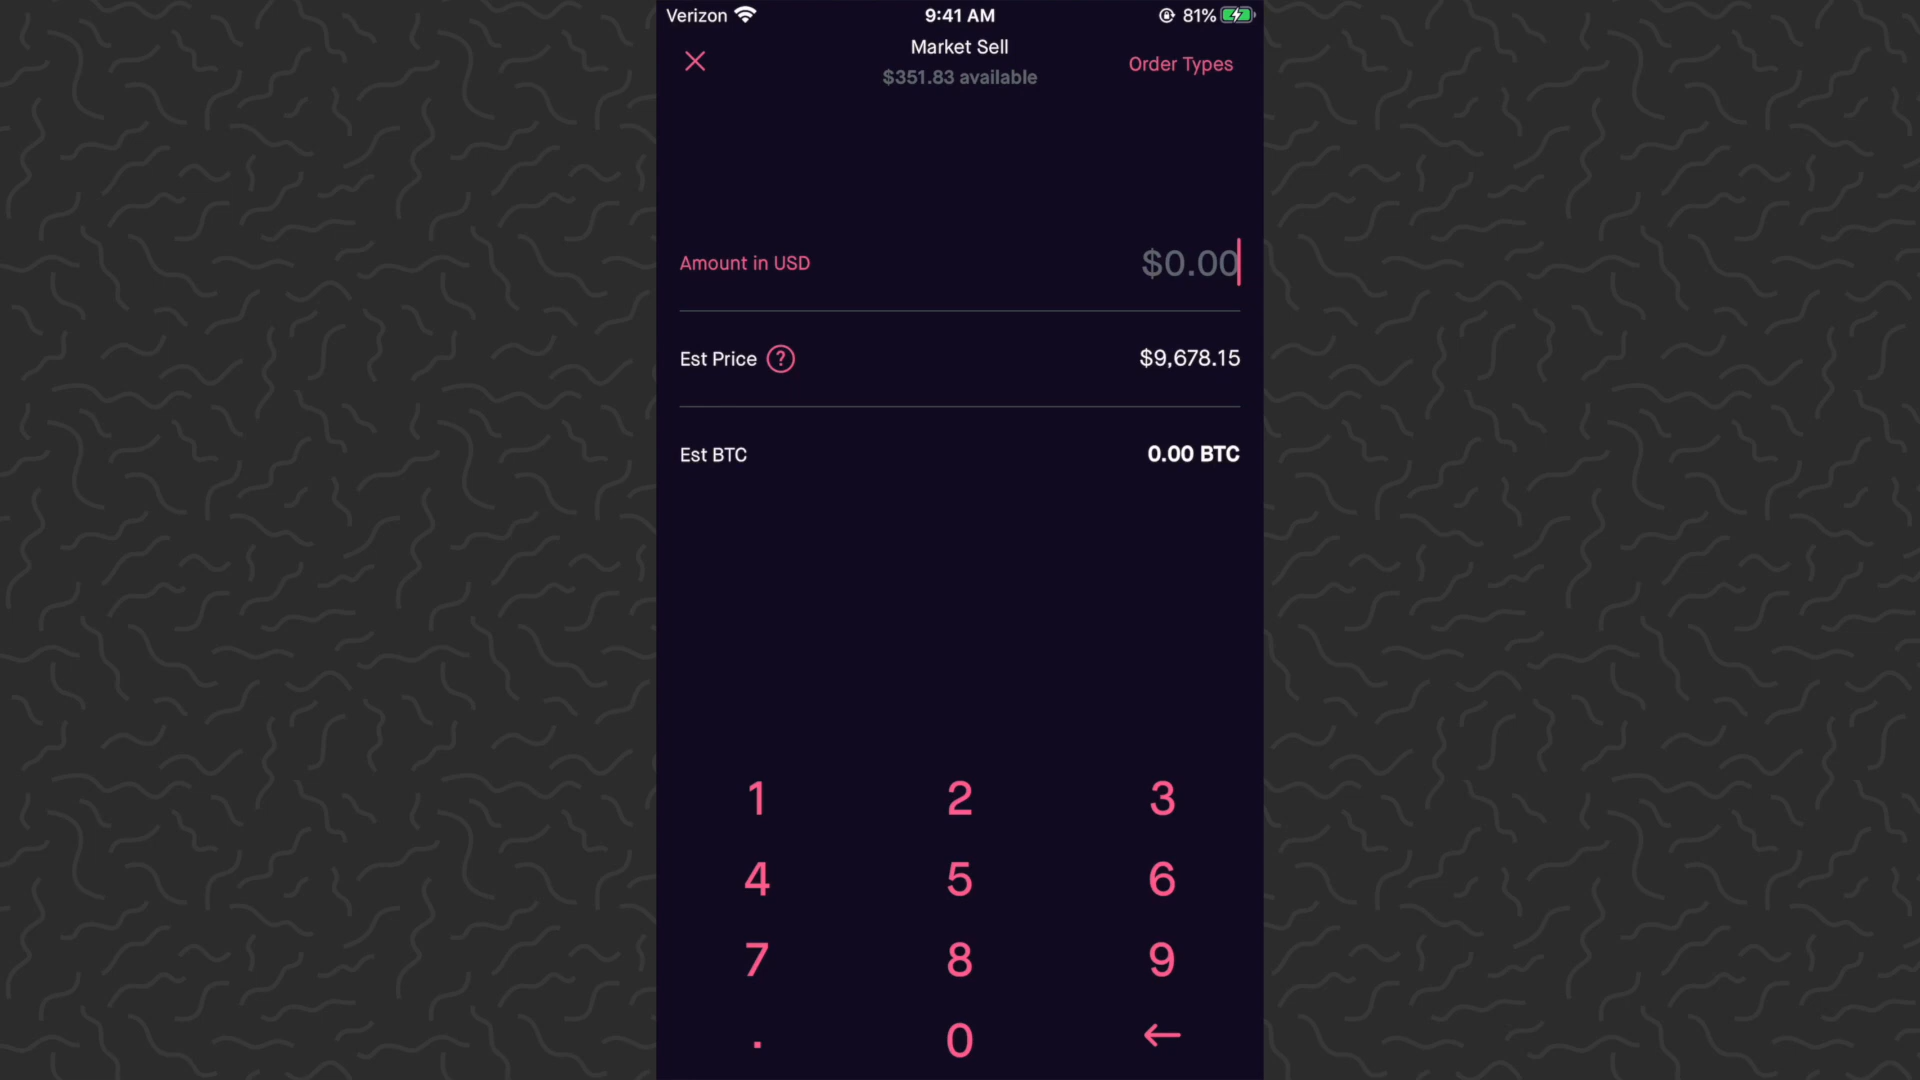 Verizon 9:41 AM 81%
Market Sell
$351.83 available
Order Types
Amount in USD $0.00
Est Price ? $9,678.15
Est BTC 0.00 BTC
1 2 3
4 5 6
7 8 9
. 0 ←